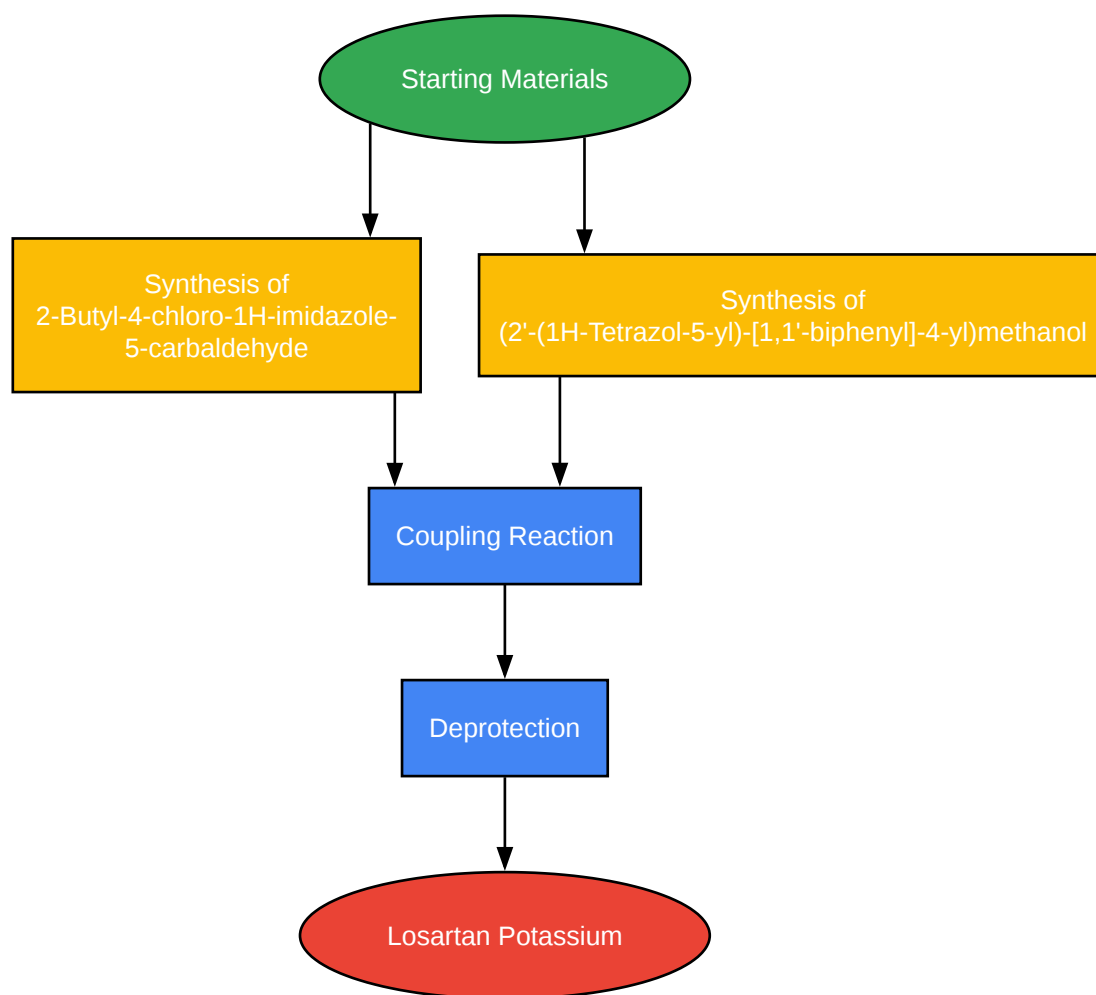 Starting Materials
Synthesis of
2-Butyl-4-chloro-1H-imidazole-
5-carbaldehyde
Synthesis of
(2'-(1H-Tetrazol-5-yl)-[1,1'-biphenyl]-4-yl)methanol
Coupling Reaction
Deprotection
Losartan Potassium